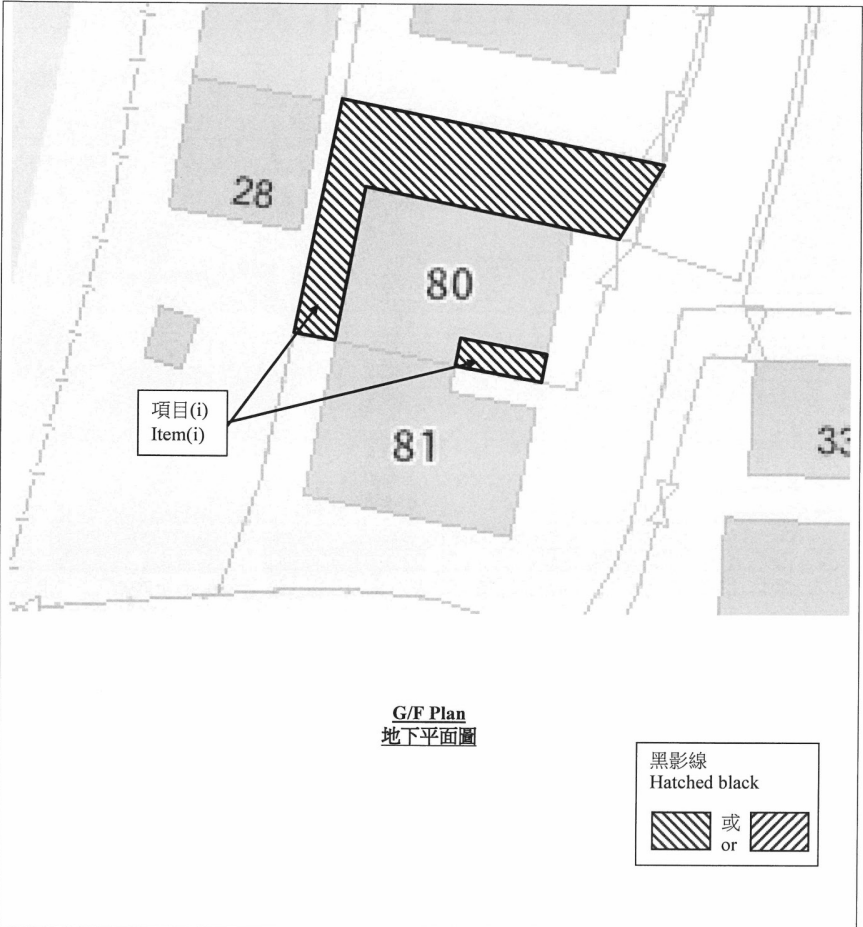 28
80
項目(i)
Item(i)
81
33
G/F Plan
地下平面圖
黑影線
Hatched black
或
or